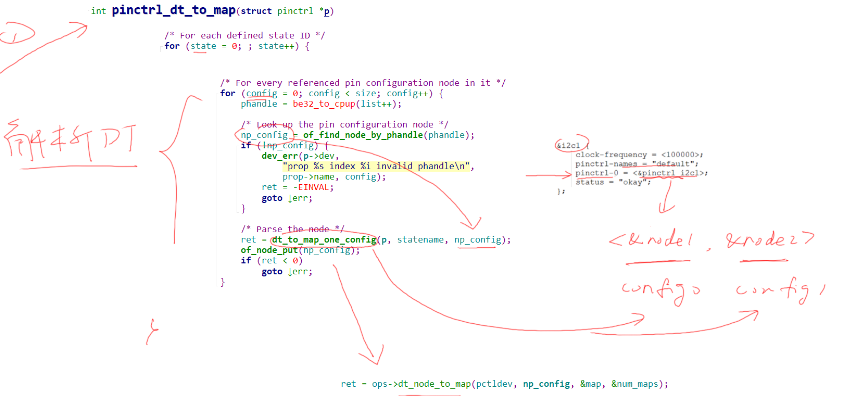 ①
int pinctrl_dt_to_map(struct pinctrl *p)
/* For each defined state ID */
for (state = 0; ; state++) {
/* For every referenced pin configuration node in it */
for (config = 0; config < size; config++) {
phandle = be32_to_cpup(list++);
/* Look up the pin configuration node */
np_config = of_find_node_by_phandle(phandle);
if (!np_config) {
dev_err(p->dev,
"prop %s index %i invalid phandle\n",
prop->name, config);
ret = -EINVAL;
goto err;
}
/* Parse the node */
ret = dt_to_map_one_config(p, statename, np_config);
of_node_put(np_config);
if (ret < 0)
goto err;
}
DT
&i2c1 {
clock-frequency = <100000>;
pinctrl-names = "default";
pinctrl-0 = <&pinctrl_i2c1>;
status = "okay";
};
<&node1 , &node2>
config0 config1
ret = ops->dt_node_to_map(pctldev, np_config, &map, &num_maps);